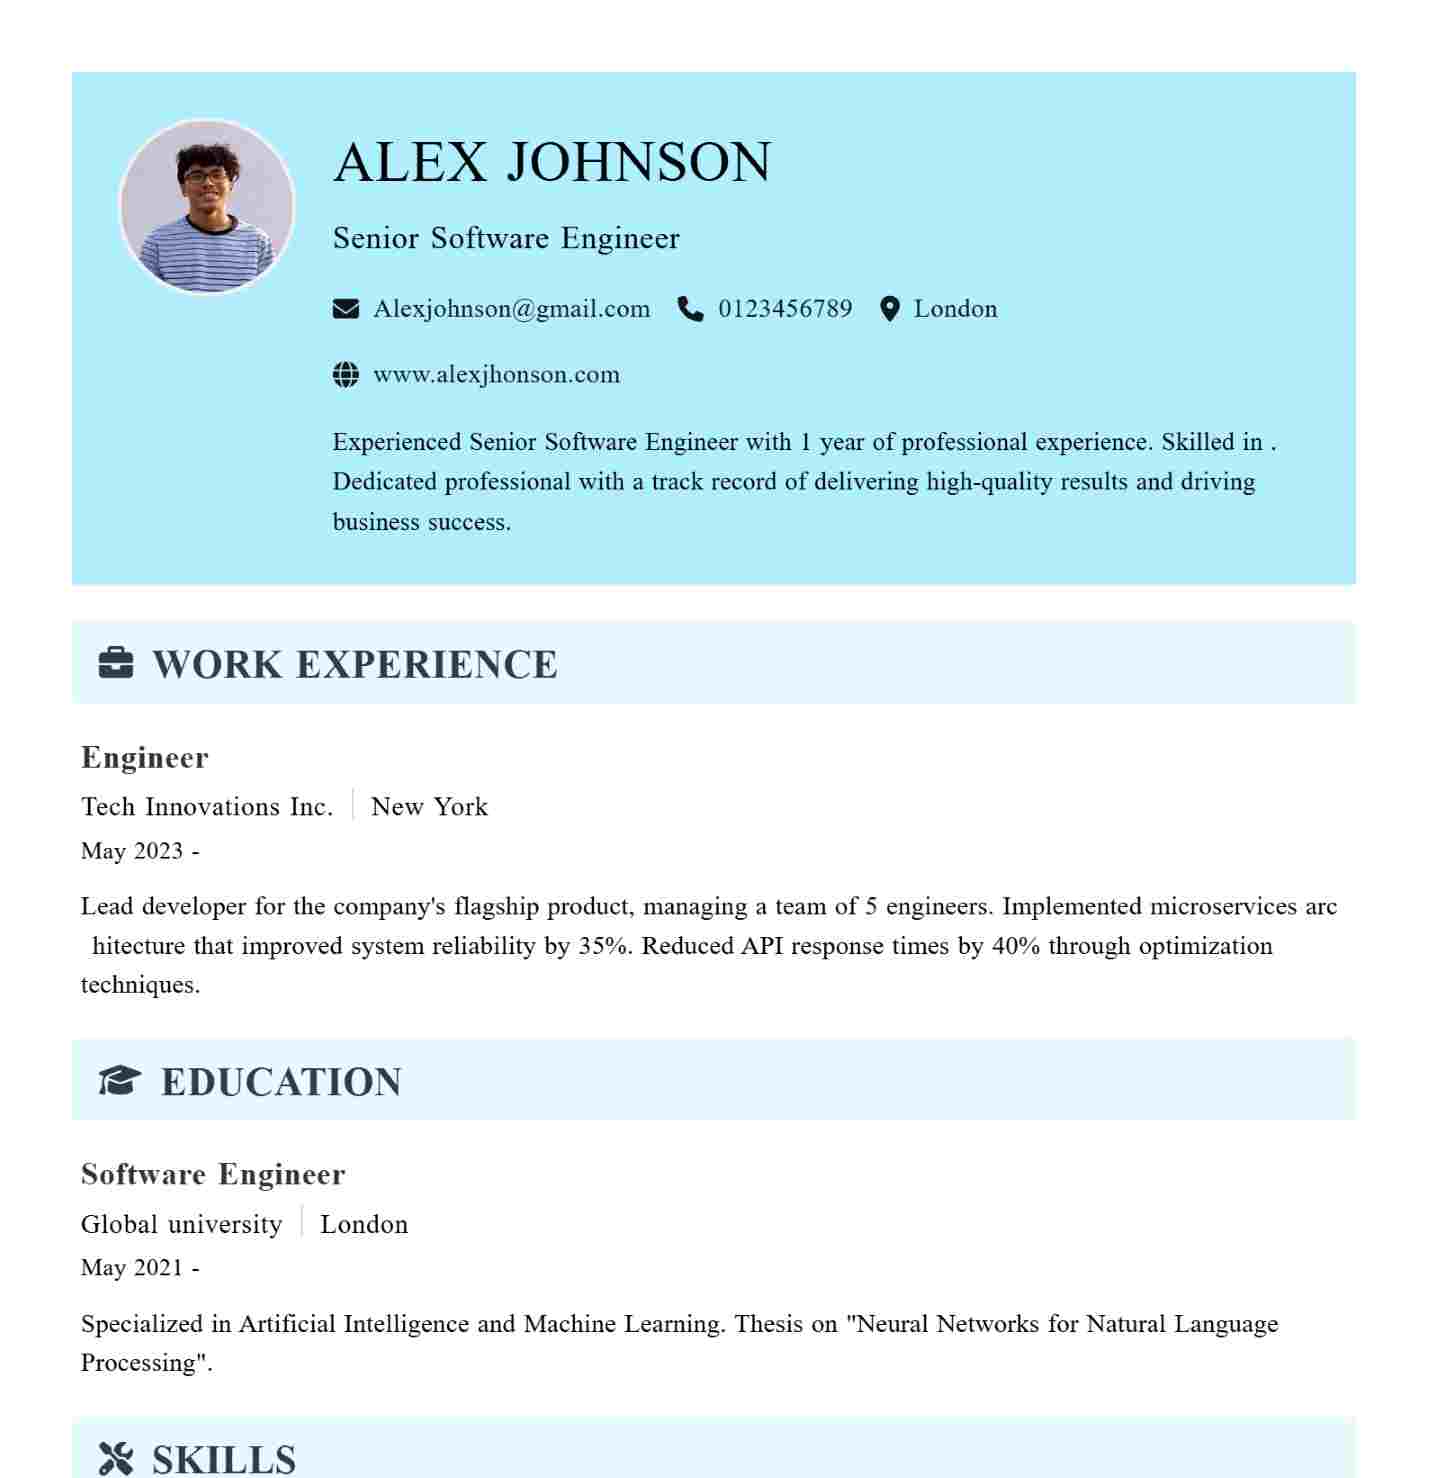 ALEX JOHNSON
Senior Software Engineer
Alexjohnson@gmail.com 0123456789 London
www.alexjhonson.com
Experienced Senior Software Engineer with 1 year of professional experience. Skilled in .
Dedicated professional with a track record of delivering high-quality results and driving
business success.
WORK EXPERIENCE
Engineer
Tech Innovations Inc. New York
May 2023 -
Lead developer for the company's flagship product, managing a team of 5 engineers. Implemented microservices arc
hitecture that improved system reliability by 35%. Reduced API response times by 40% through optimization
techniques.
EDUCATION
Software Engineer
Global university London
May 2021 -
Specialized in Artificial Intelligence and Machine Learning. Thesis on "Neural Networks for Natural Language
Processing".
SKILLS